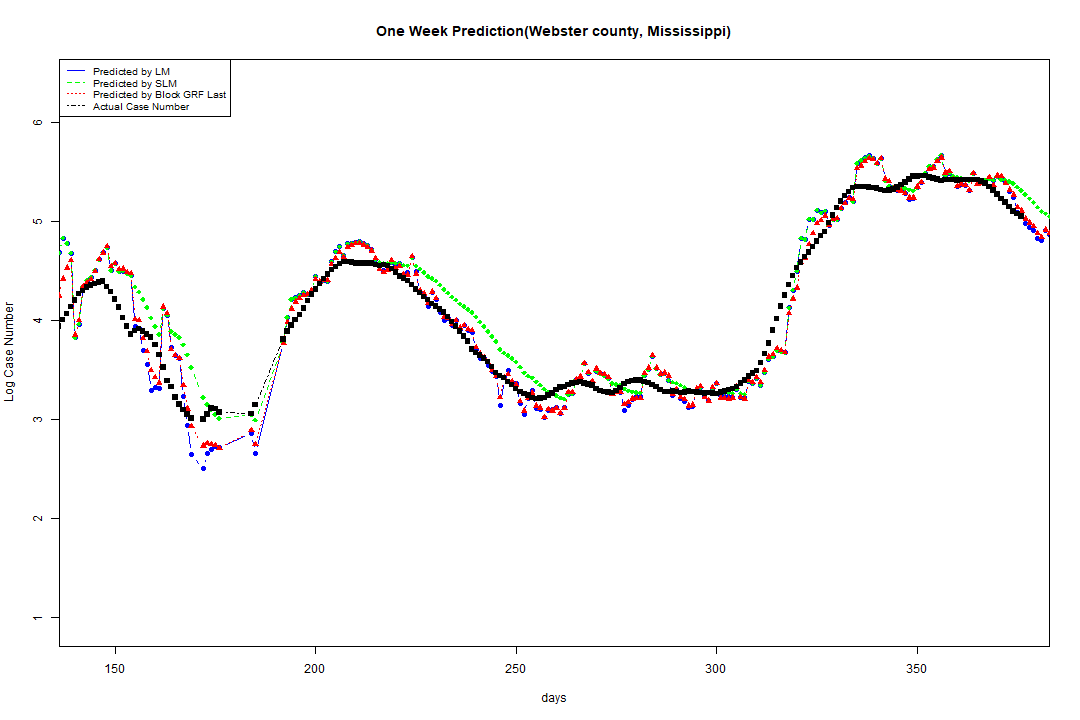 One Week Prediction(Webster county, Mississippi)
Predicted by LM
Predicted by SLM
Predicted by Block GRF Last
Actual Case Number
Log Case Number
6
5
4
3
2
1
150 200 250 300 350
days